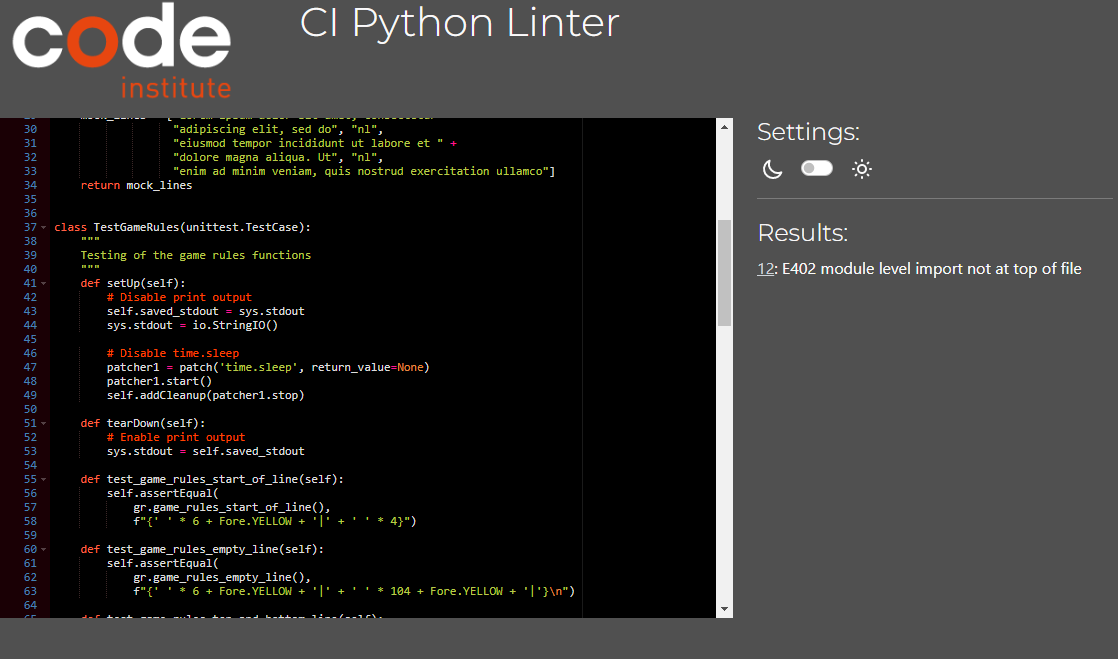 code
institute
CI Python Linter
30 "adipiscing elit, sed do", "nl",
31 "eiusmod tempor incididunt ut labore et " +
32 "dolore magna aliqua. Ut", "nl",
33 "enim ad minim veniam, quis nostrud exercitation ullamco"]
34 return mock_lines
35
36
37 class TestGameRules(unittest.TestCase):
38 """
39 Testing of the game rules functions
40 """
41 def setUp(self):
42 # Disable print output
43 self.saved_stdout = sys.stdout
44 sys.stdout = io.StringIO()
45
46 # Disable time.sleep
47 patcher1 = patch('time.sleep', return_value=None)
48 patcher1.start()
49 self.addCleanup(patcher1.stop)
50
51 def tearDown(self):
52 # Enable print output
53 sys.stdout = self.saved_stdout
54
55 def test_game_rules_start_of_line(self):
56 self.assertEqual(
57 gr.game_rules_start_of_line(),
58 f"{' ' * 6 + Fore.YELLOW + '|' + ' ' * 4}")
59
60 def test_game_rules_empty_line(self):
61 self.assertEqual(
62 gr.game_rules_empty_line(),
63 f"{' ' * 6 + Fore.YELLOW + '|' + ' ' * 104 + Fore.YELLOW + '|'}\n")
64
Settings:
Results:
12: E402 module level import not at top of file